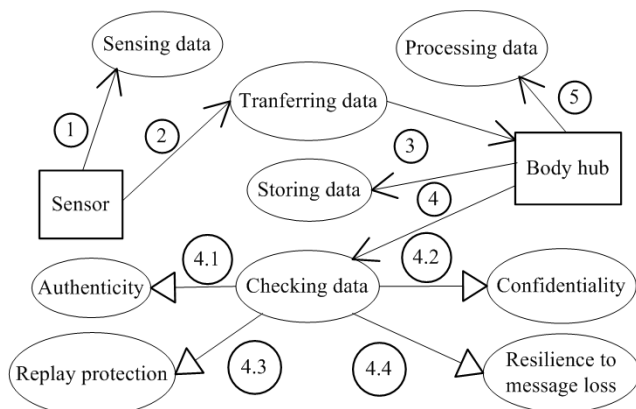 Sensing data
Processing data
1
2
Tranferring data
5
3
Sensor
Storing data
4
Body hub
4.1
4.2
Authenticity
Checking data
Confidentiality
Replay protection
4.3
4.4
Resilience to
message loss